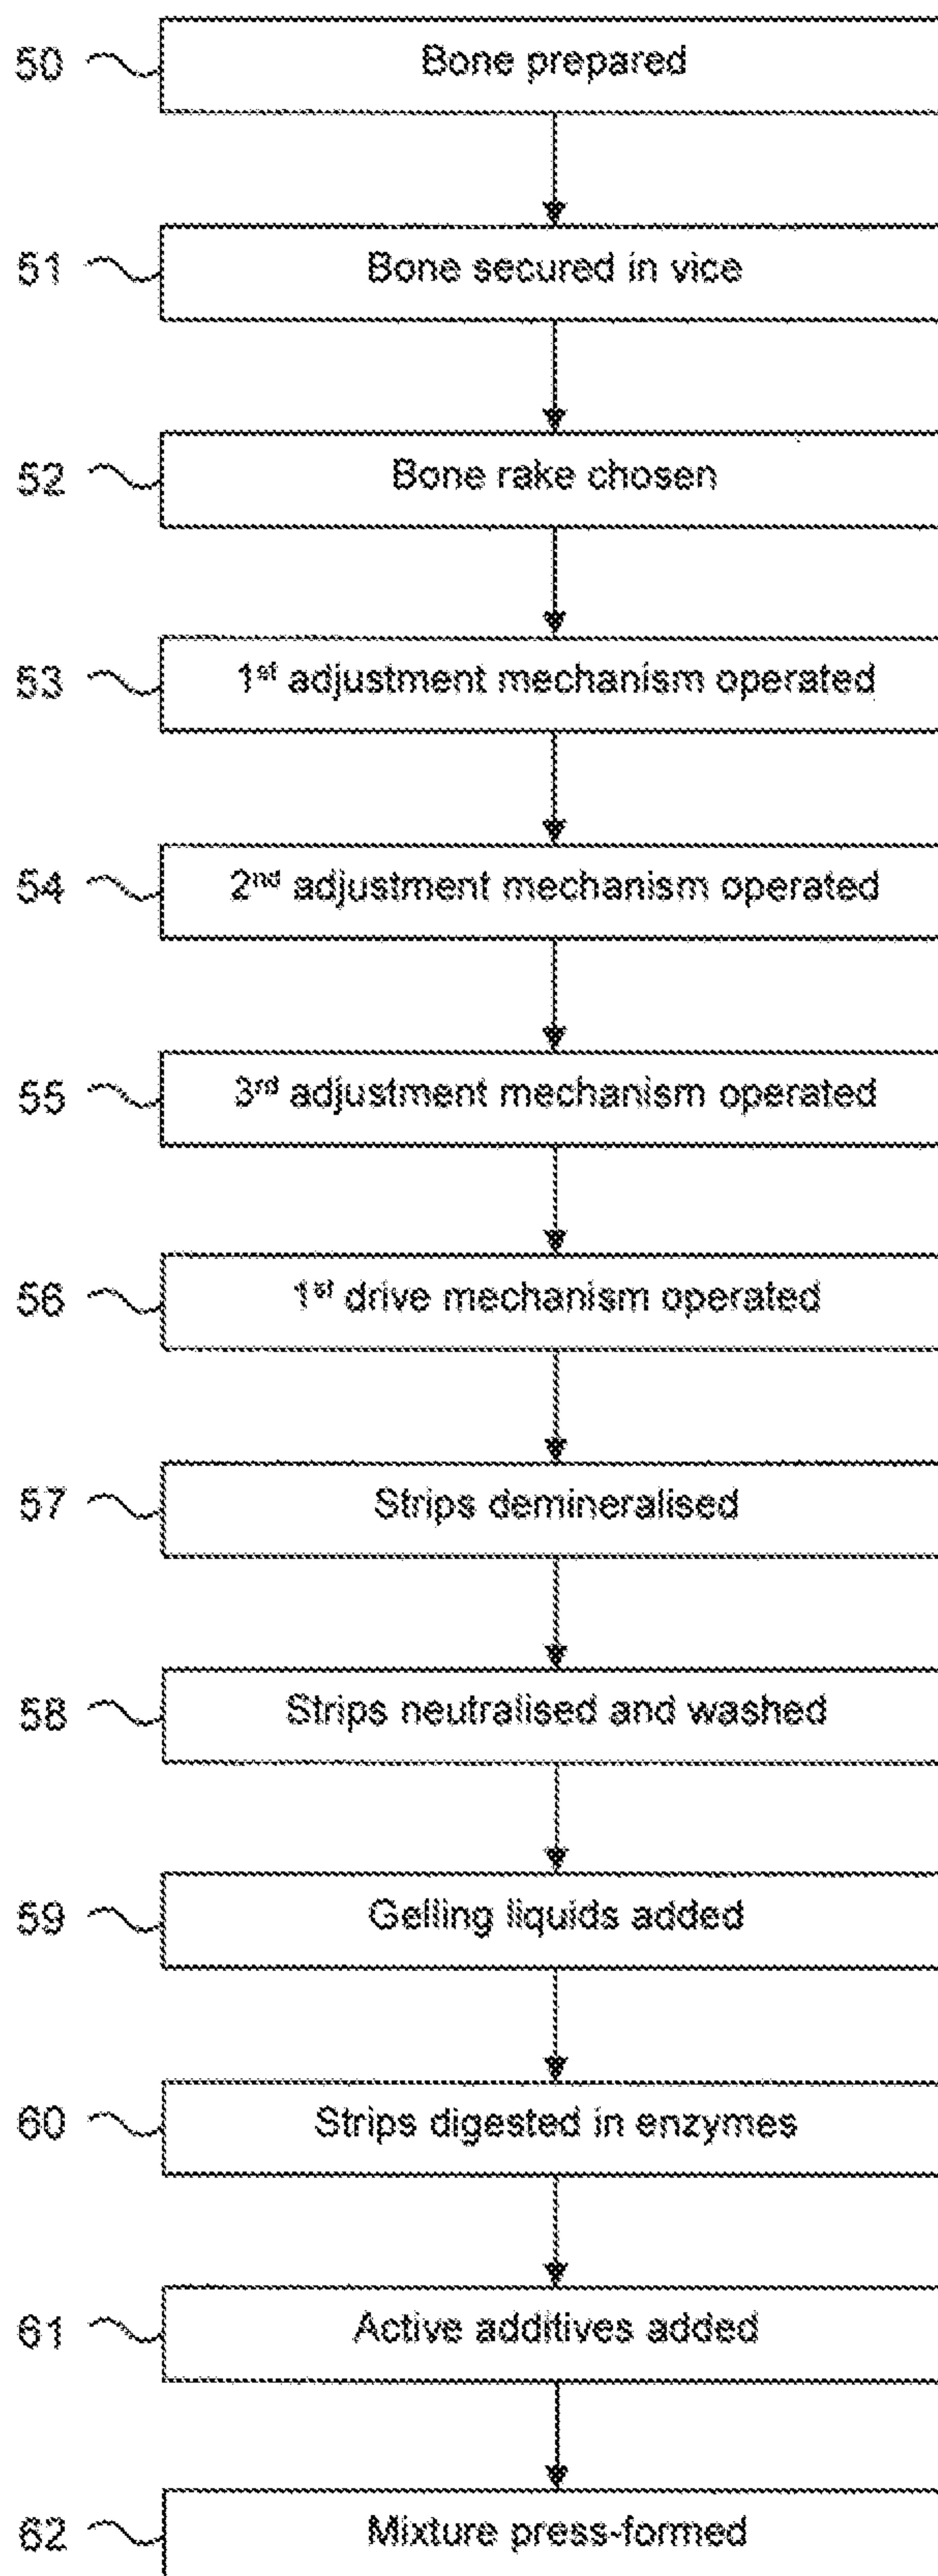 50 Bone prepared
51 Bone secured in vice
52 Bone rake chosen
53 1st adjustment mechanism operated
54 2nd adjustment mechanism operated
55 3rd adjustment mechanism operated
56 1st drive mechanism operated
57 Strips demineralised
58 Strips neutralised and washed
59 Gelling liquids added
60 Strips digested in enzymes
61 Active additives added
62 Mixture press-formed